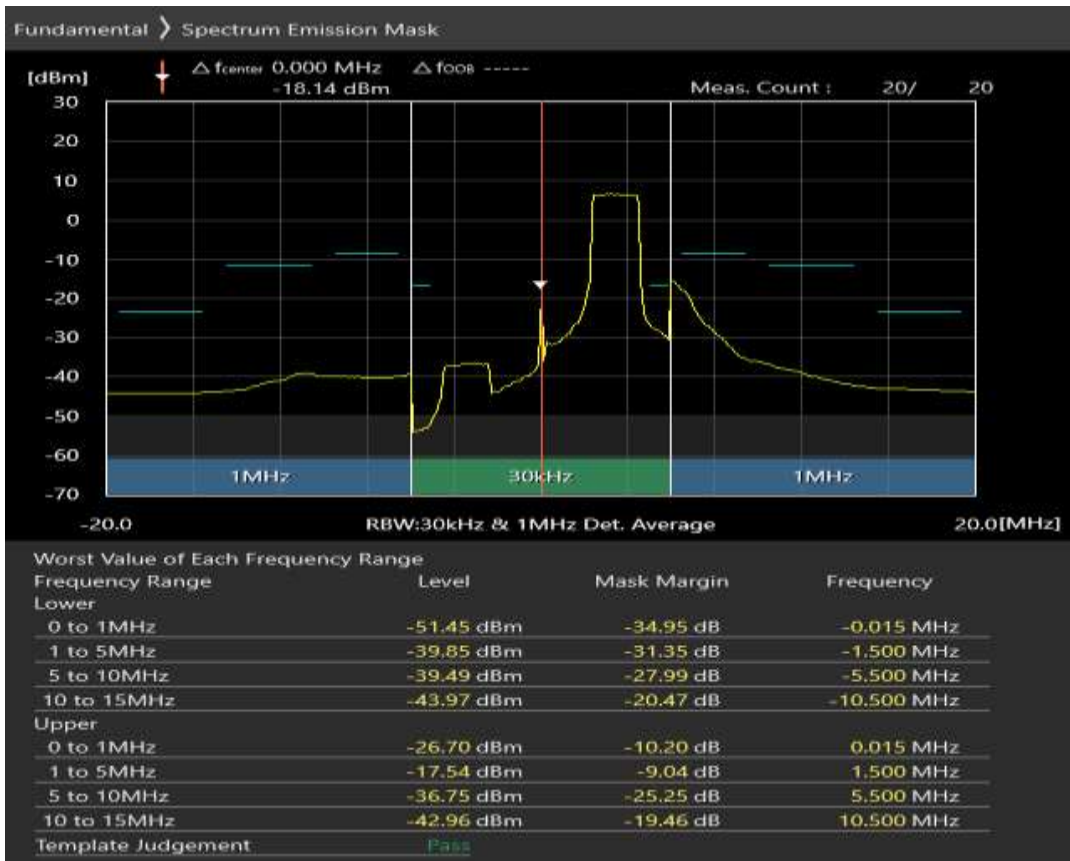 Fundamental ❭ Spectrum Emission Mask
[dBm] △ fcenter 0.000 MHz △ fOOB -----
-18.14 dBm Meas. Count : 20/ 20
30
20
10
0
-10
-20
-30
-40
-50
-60
1MHz 30kHz 1MHz
-70
-20.0 RBW:30kHz & 1MHz Det. Average 20.0[MHz]
Worst Value of Each Frequency Range
Frequency Range Level Mask Margin Frequency
Lower
0 to 1MHz -51.45 dBm -34.95 dB -0.015 MHz
1 to 5MHz -39.85 dBm -31.35 dB -1.500 MHz
5 to 10MHz -39.49 dBm -27.99 dB -5.500 MHz
10 to 15MHz -43.97 dBm -20.47 dB -10.500 MHz
Upper
0 to 1MHz -26.70 dBm -10.20 dB 0.015 MHz
1 to 5MHz -17.54 dBm -9.04 dB 1.500 MHz
5 to 10MHz -36.75 dBm -25.25 dB 5.500 MHz
10 to 15MHz -42.96 dBm -19.46 dB 10.500 MHz
Template Judgement Pass